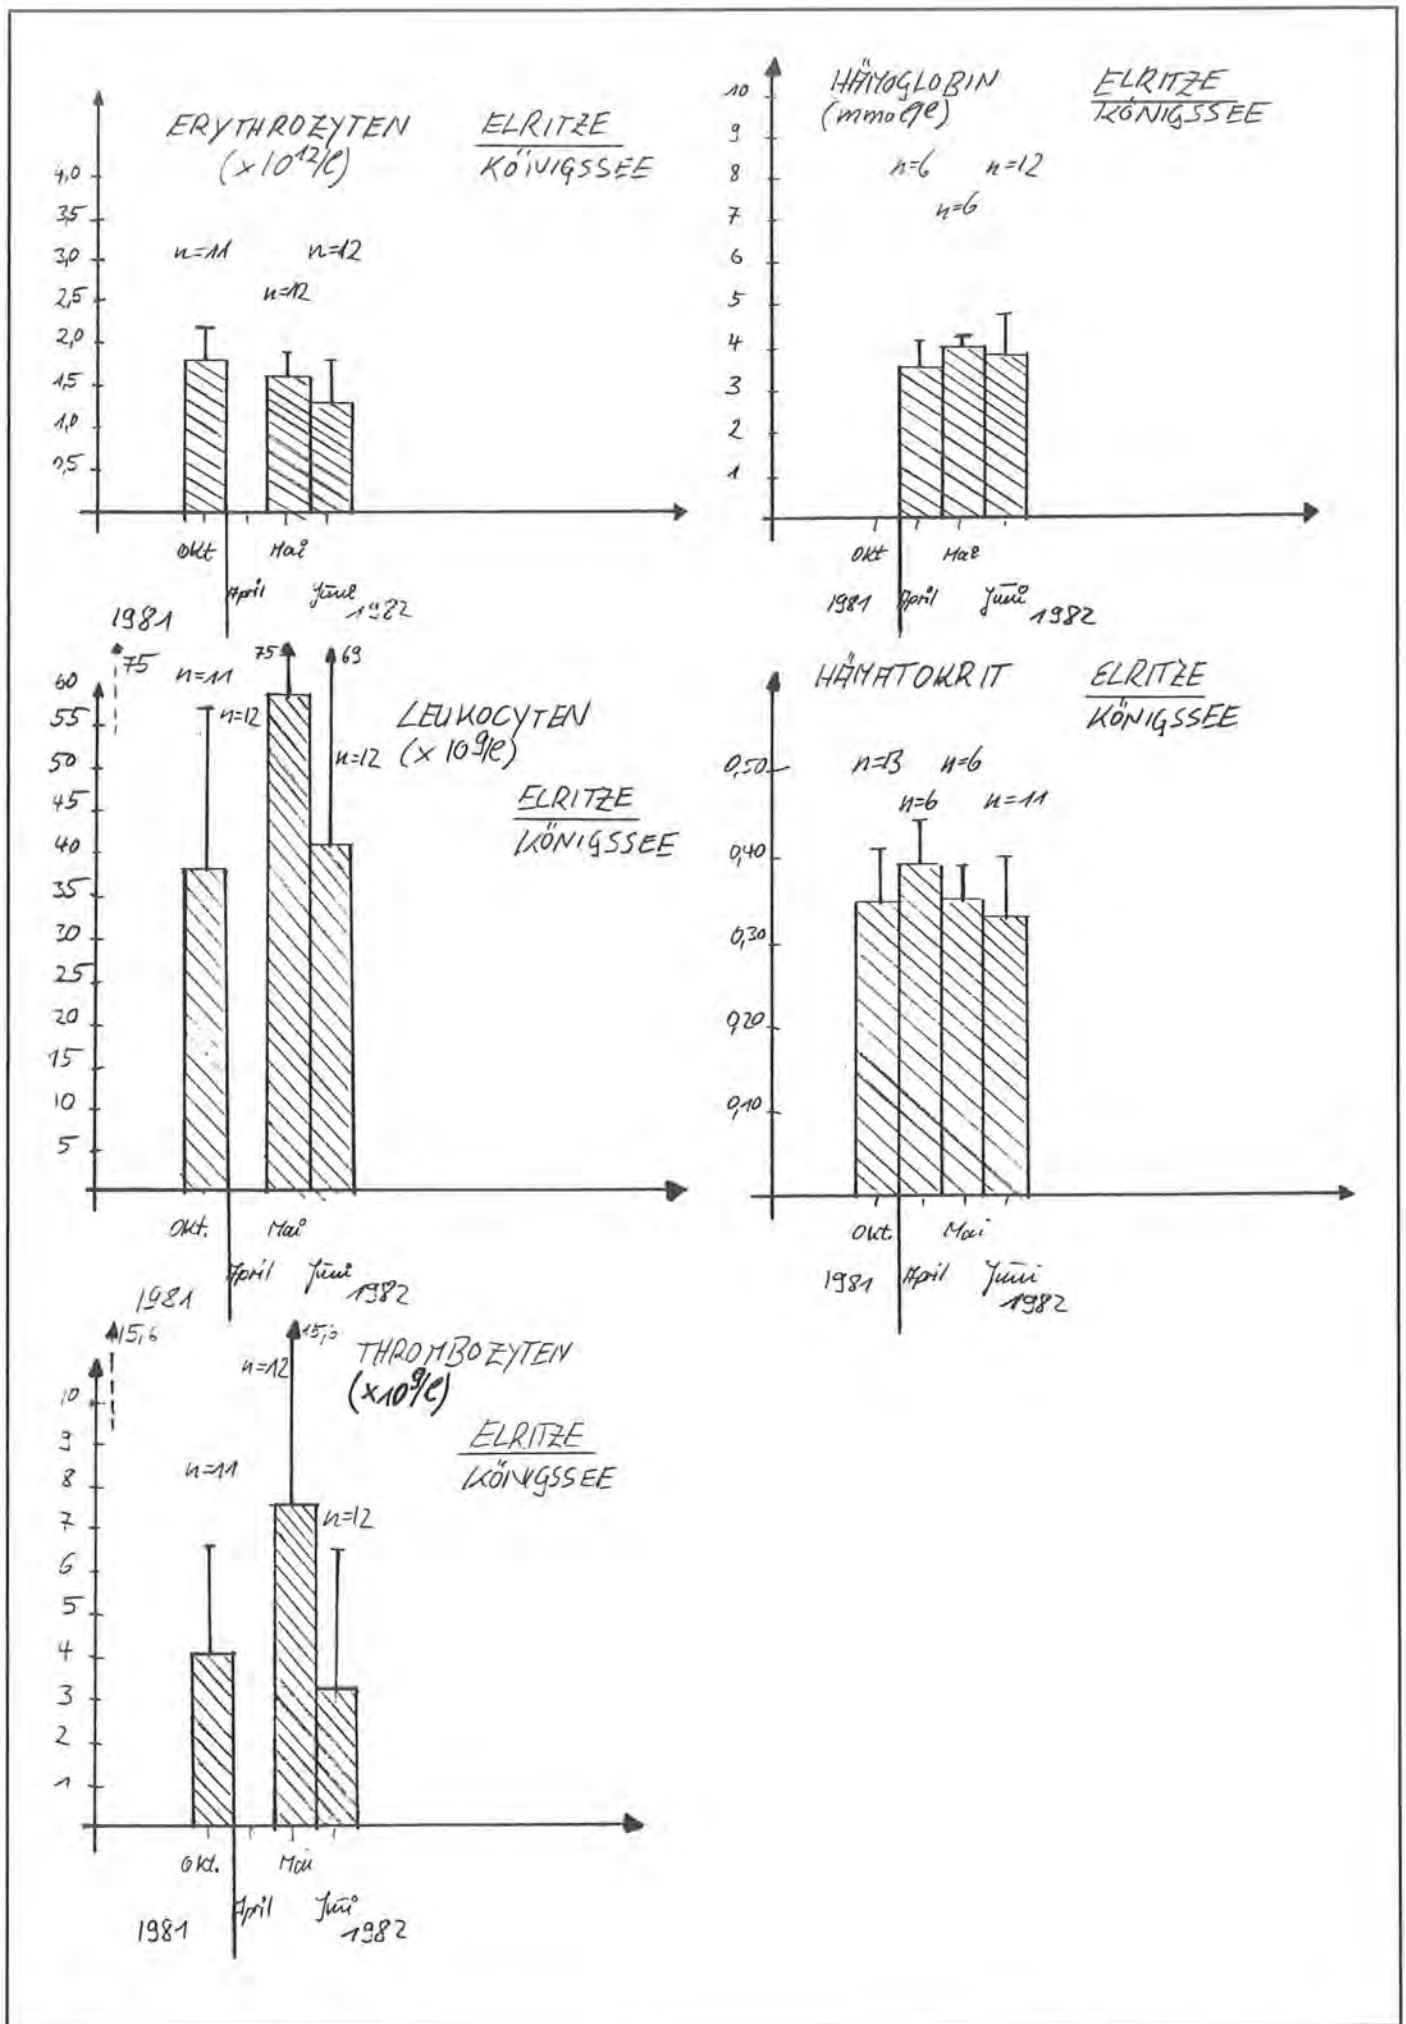 ERYTHROZYTEN
(x10^12/l)
ELRITZE
KÖNIGSSEE
4,0
3,5
3,0
2,5
2,0
1,5
1,0
0,5
n=11
n=12
n=12
Okt
Mai
April
Juni
1981
1982
HÄMOGLOBIN
(mmol/l)
ELRITZE
KÖNIGSSEE
10
9
8
7
6
5
4
3
2
1
n=6
n=12
n=6
Okt
Mai
1981
April
Juni
1982
75
60
55
50
45
40
35
30
25
20
15
10
5
n=11
75
69
n=12
n=12
LEUKOCYTEN
(x 10^9/l)
ELRITZE
KÖNIGSSEE
Okt.
Mai
April
Juni
1981
1982
HÄMATOKRIT
ELRITZE
KÖNIGSSEE
0,50
0,40
0,30
0,20
0,10
n=13
n=6
n=6
n=11
Okt.
Mai
1981
April
Juni
1982
15,6
10
9
8
7
6
5
4
3
2
1
n=12
THROMBOZYTEN
(x10^9/l)
ELRITZE
KÖNIGSSEE
n=11
n=12
Okt.
Mai
April
Juni
1981
1982